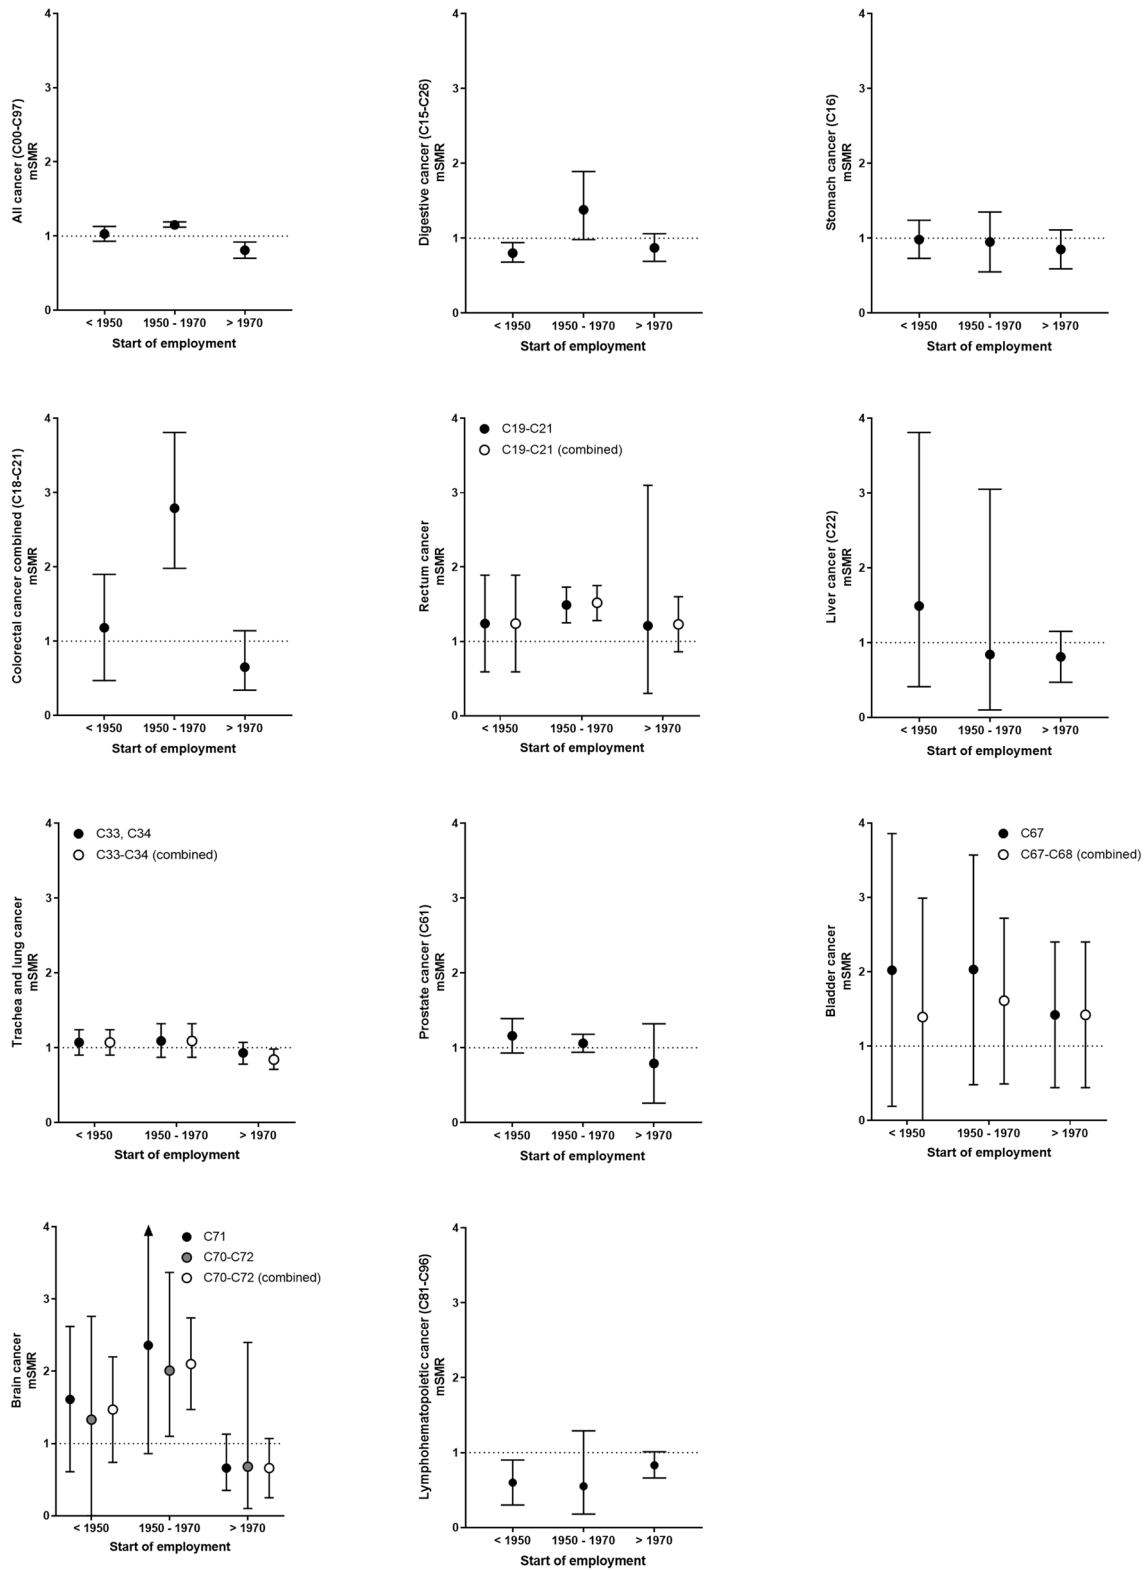 All cancer (C00-C97)
mSMR
4
3
2
1
0
< 1950
1950 - 1970
> 1970
Start of employment
Digestive cancer (C15-C26)
mSMR
4
3
2
1
0
< 1950
1950 - 1970
> 1970
Start of employment
Stomach cancer (C16)
mSMR
4
3
2
1
0
< 1950
1950 - 1970
> 1970
Start of employment
Colorectal cancer combined (C18-C21)
mSMR
4
3
2
1
0
< 1950
1950 - 1970
> 1970
Start of employment
Rectum cancer
mSMR
4
3
2
1
0
C19-C21
C19-C21 (combined)
< 1950
1950 - 1970
> 1970
Start of employment
Liver cancer (C22)
mSMR
4
3
2
1
0
< 1950
1950 - 1970
> 1970
Start of employment
Trachea and lung cancer
mSMR
4
3
2
1
0
C33, C34
C33-C34 (combined)
< 1950
1950 - 1970
> 1970
Start of employment
Prostate cancer (C61)
mSMR
4
3
2
1
0
< 1950
1950 - 1970
> 1970
Start of employment
Bladder cancer
mSMR
4
3
2
1
0
C67
C67-C68 (combined)
< 1950
1950 - 1970
> 1970
Start of employment
Brain cancer
mSMR
4
3
2
1
0
C71
C70-C72
C70-C72 (combined)
< 1950
1950 - 1970
> 1970
Start of employment
Lymphohematopoietic cancer (C81-C96)
mSMR
4
3
2
1
0
< 1950
1950 - 1970
> 1970
Start of employment